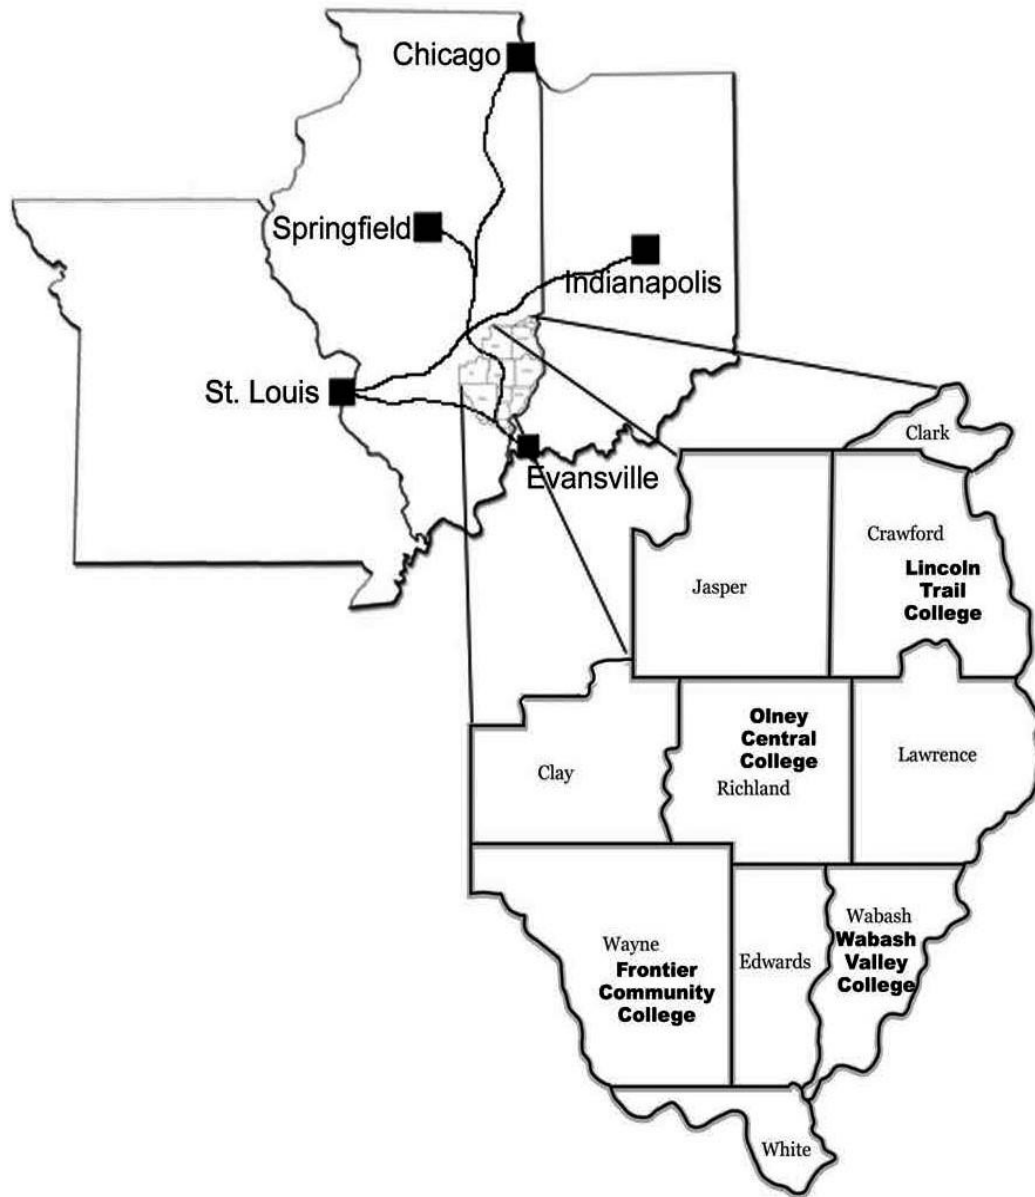 Chicago
Springfield
Indianapolis
St. Louis
Evansville
Clark
Crawford
Lincoln
Trail
College
Jasper
Olney
Central
College
Richland
Lawrence
Clay
Wabash
Wabash
Valley
College
Wayne
Frontier
Community
College
Edwards
White